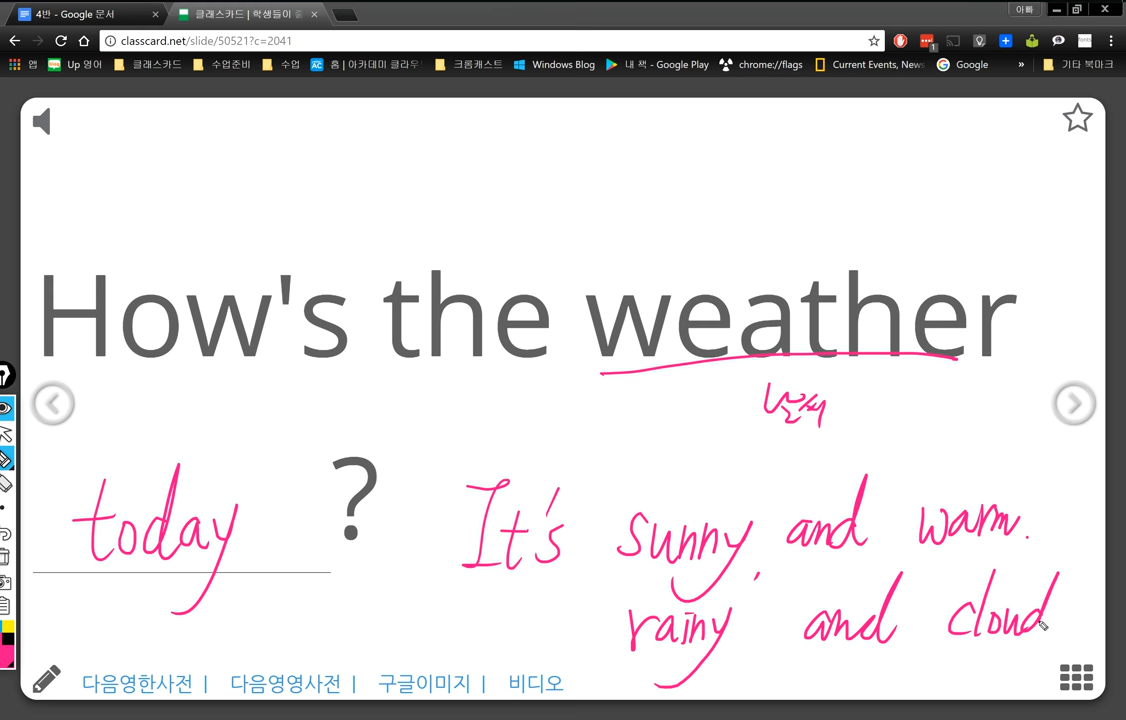 4반 - Google 문서
클래스카드 | 학생들이 좋
아빠
classcard.net/slide/50521?c=2041
1
앱
Up 영어
클래스카드
수업준비
수업
홈 | 아카데미 클라우
크롬캐스트
Windows Blog
내 책 - Google Play
chrome://flags
Current Events, News
Google
»
기타 북마크
How's the weather
날씨
today ? It's sunny and warm.
rainy and cloud
다음영한사전 | 다음영영사전 | 구글이미지 | 비디오